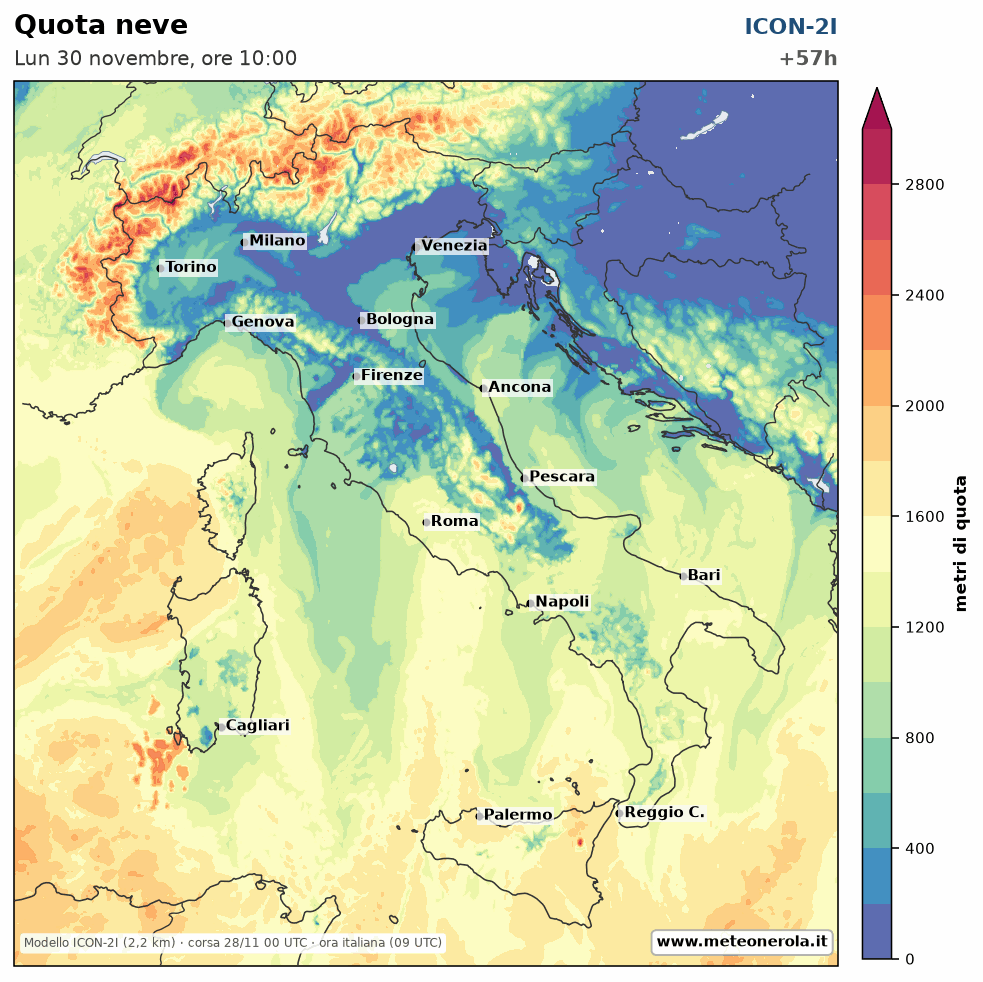 Quota neve
ICON-2I
Lun 30 novembre, ore 10:00
+57h
Milano
Venezia
Torino
Genova
Bologna
Firenze
Ancona
Pescara
Roma
Bari
Napoli
Cagliari
Palermo
Reggio C.
2800
2400
2000
1600
1200
800
400
0
metri di quota
Modello ICON-2I (2,2 km) · corsa 28/11 00 UTC · ora italiana (09 UTC)
www.meteonerola.it